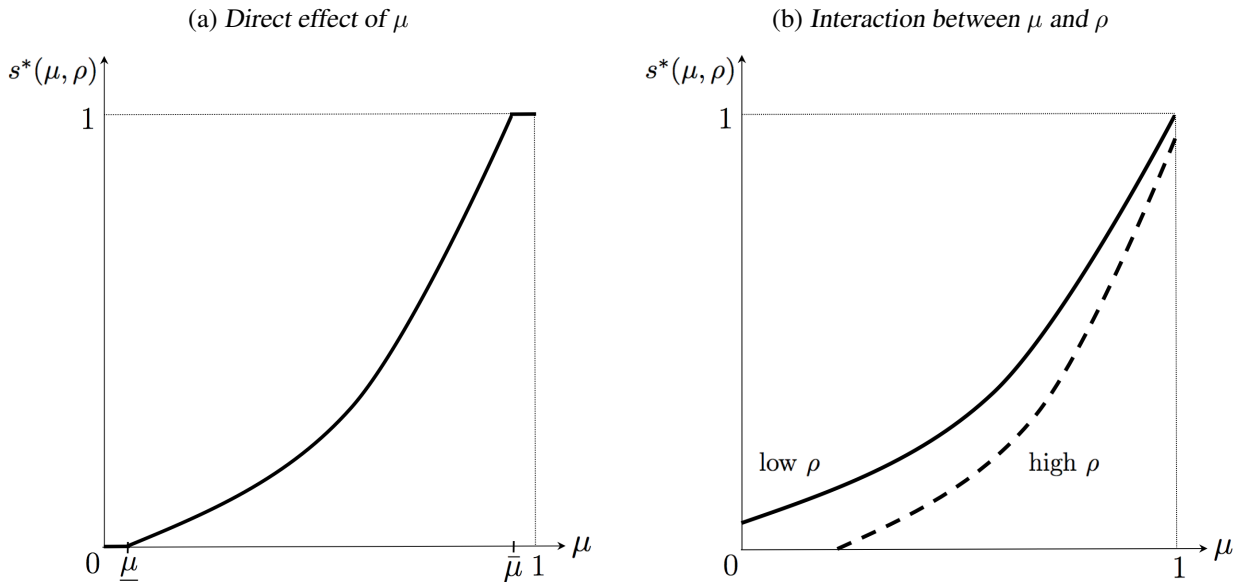 (a) Direct effect of μ
s*(μ, ρ)
1
0
μ̲
μ̄
1
μ
(b) Interaction between μ and ρ
s*(μ, ρ)
1
low ρ
high ρ
0
1
μ